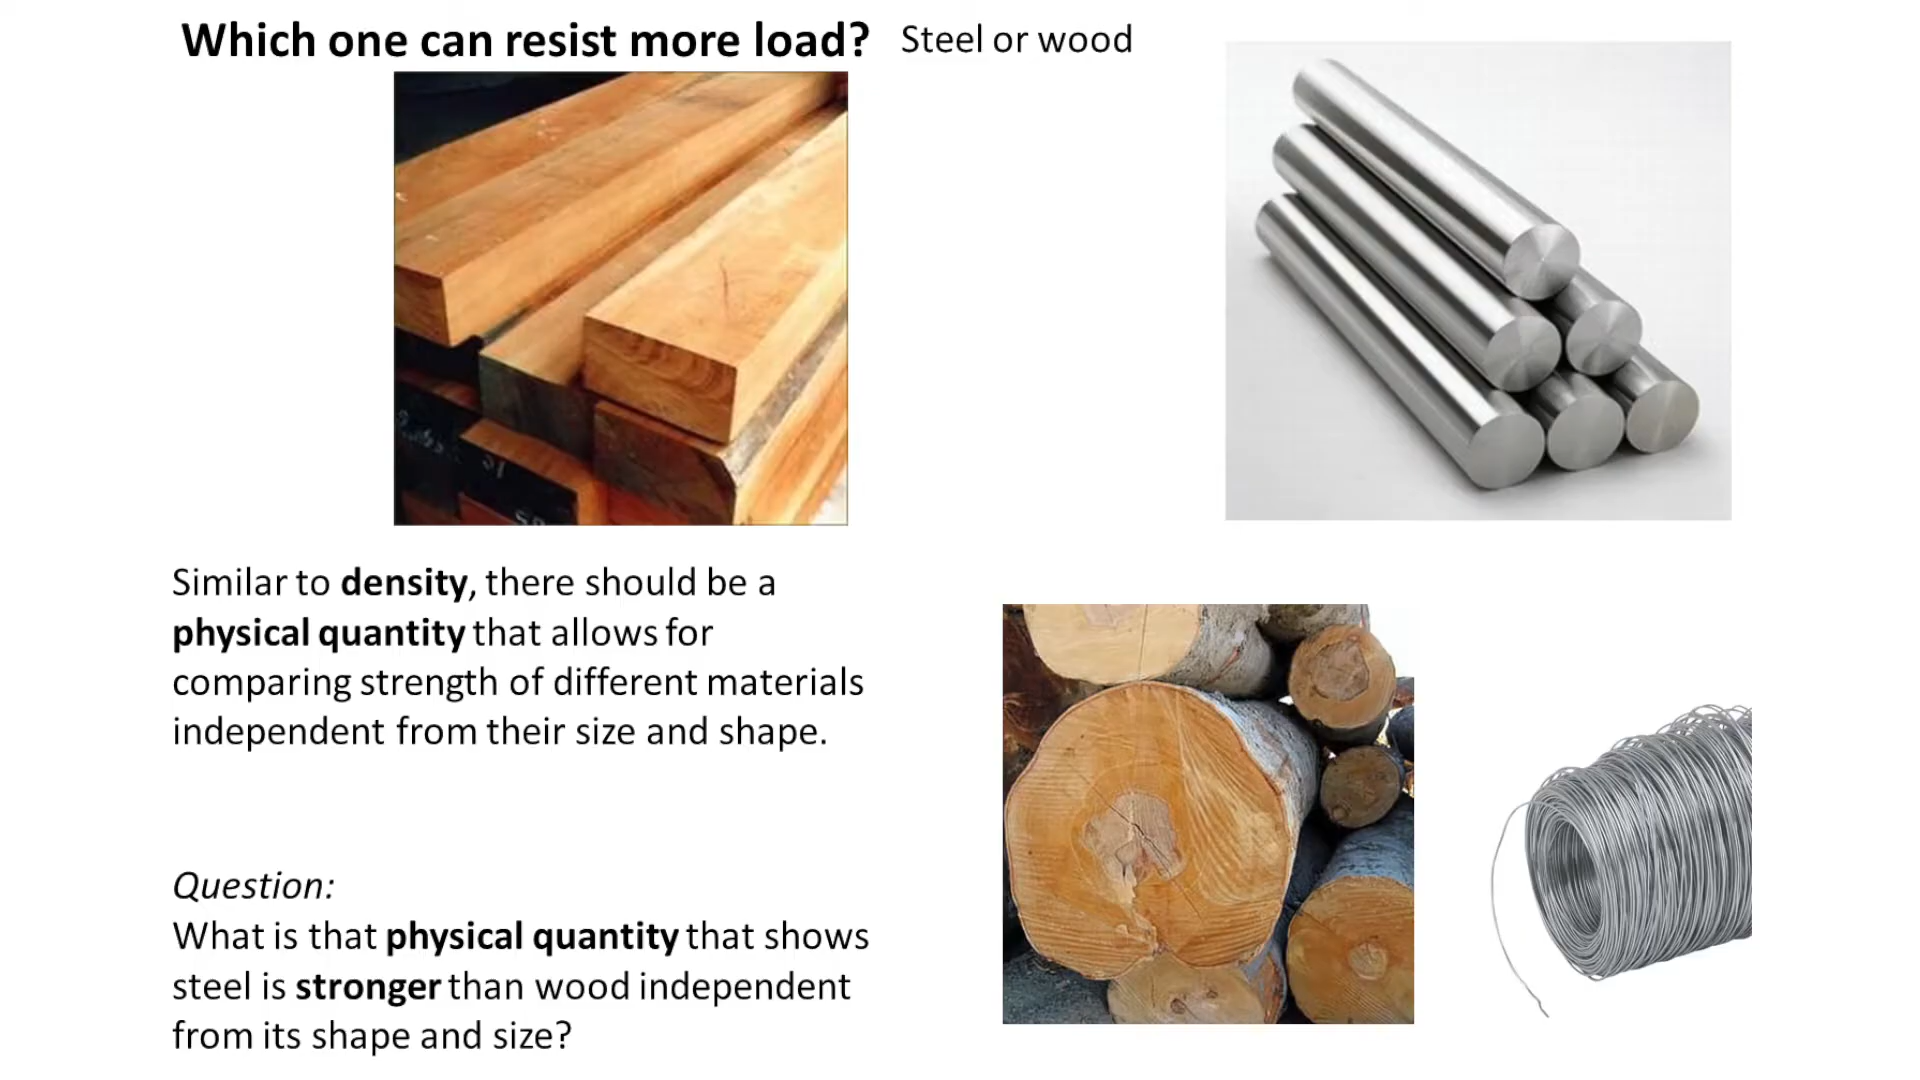 Which one can resist more load? Steel or wood
Similar to density, there should be a
physical quantity that allows for
comparing strength of different materials
independent from their size and shape.
Question:
What is that physical quantity that shows
steel is stronger than wood independent
from its shape and size?